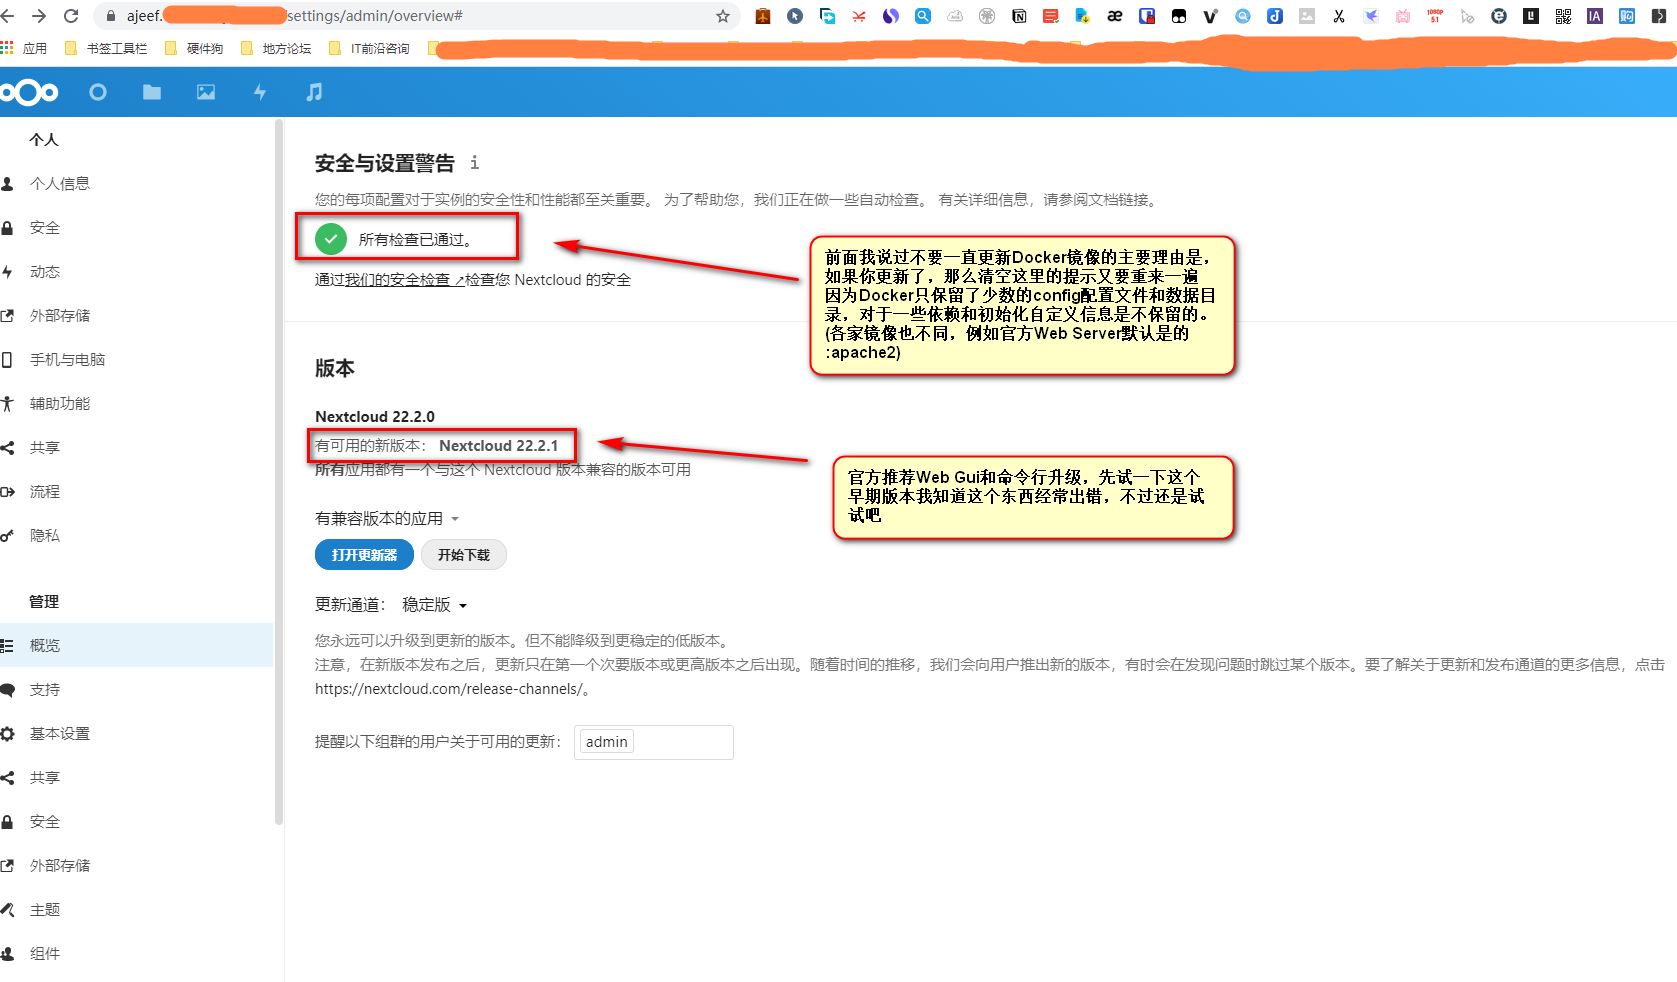 ajeef.
/settings/admin/overview#
应用
书签工具栏
硬件狗
地方论坛
IT前沿咨询
个人
个人信息
安全
动态
外部存储
手机与电脑
辅助功能
共享
流程
隐私
管理
概览
支持
基本设置
共享
安全
外部存储
主题
组件
安全与设置警告
您的每项配置对于实例的安全性和性能都至关重要。 为了帮助您，我们正在做一些自动检查。 有关详细信息，请参阅文档链接。
所有检查已通过。
通过我们的安全检查 ↗检查您 Nextcloud 的安全
前面我说过不要一直更新Docker镜像的主要理由是，
如果你更新了，那么清空这里的提示又要重来一遍
因为Docker只保留了少数的config配置文件和数据目
录，对于一些依赖和初始化自定义信息是不保留的。
(各家镜像也不同，例如官方Web Server默认是的
:apache2)
版本
Nextcloud 22.2.0
有可用的新版本： Nextcloud 22.2.1
所有应用都有一个与这个 Nextcloud 版本兼容的版本可用
官方推荐Web Gui和命令行升级，先试一下这个
早期版本我知道这个东西经常出错，不过还是试
试吧
有兼容版本的应用
打开更新器
开始下载
更新通道： 稳定版
您永远可以升级到更新的版本。但不能降级到更稳定的低版本。
注意，在新版本发布之后，更新只在第一个次要版本或更高版本之后出现。随着时间的推移，我们会向用户推出新的版本，有时会在发现问题时跳过某个版本。要了解关于更新和发布通道的更多信息，点击
https://nextcloud.com/release-channels/。
提醒以下组群的用户关于可用的更新： admin